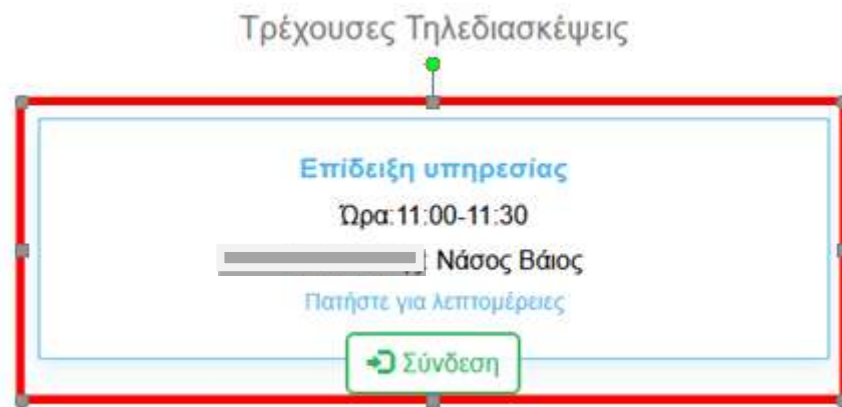 Τρέχουσες Τηλεδιασκέψεις
Επίδειξη υπηρεσίας
Ώρα:11:00-11:30
Νάσος Βάιος
Πατήστε για λεπτομέρειες
Σύνδεση